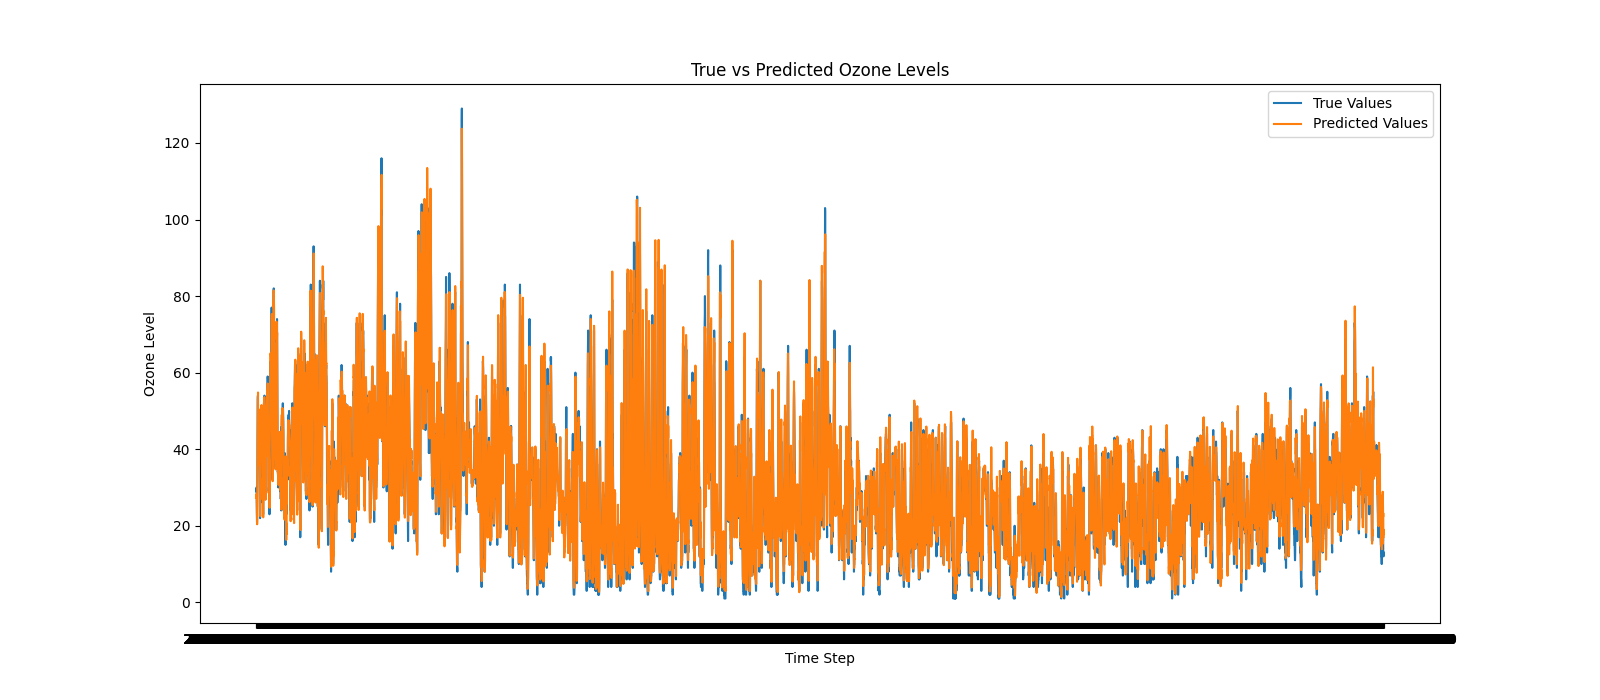 True vs Predicted Ozone Levels
True Values
Predicted Values
120
100
80
60
40
20
0
Ozone Level
Time Step